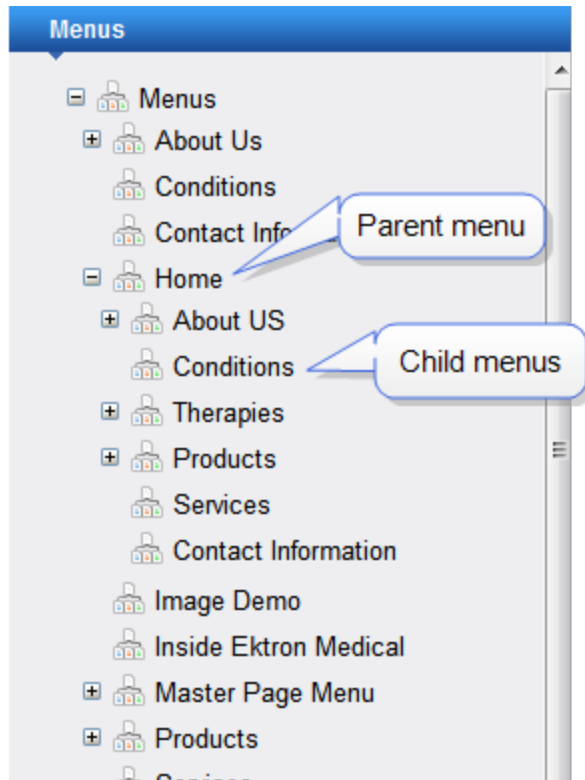 Menus
Menus
About Us
Conditions
Contact Info
Parent menu
Home
About US
Conditions
Child menus
Therapies
Products
Services
Contact Information
Image Demo
Inside Ektron Medical
Master Page Menu
Products